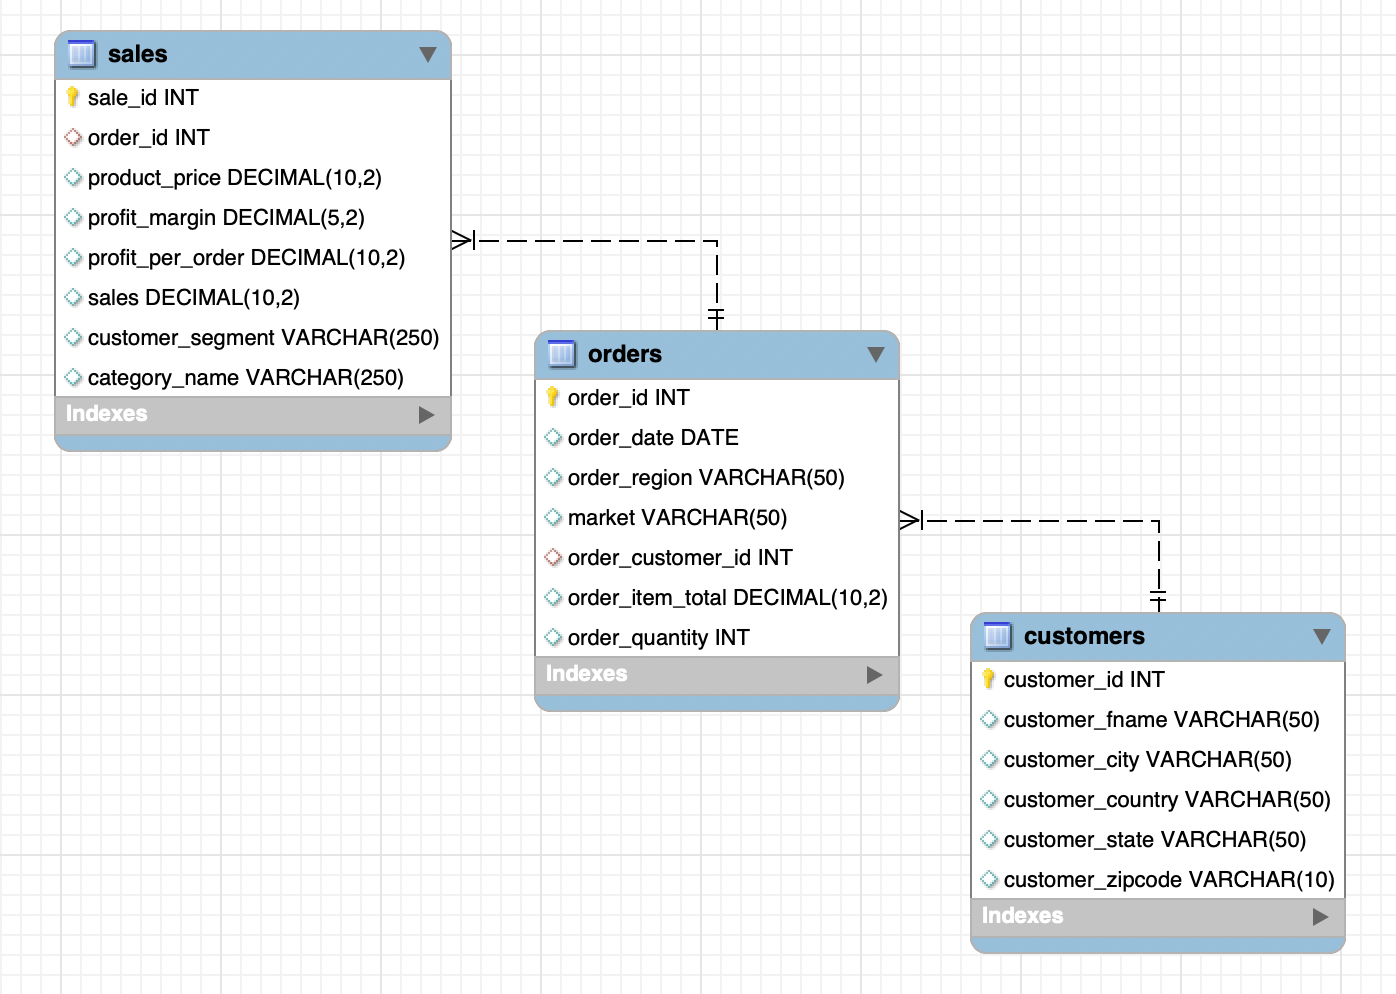 sales
sale_id INT
order_id INT
product_price DECIMAL(10,2)
profit_margin DECIMAL(5,2)
profit_per_order DECIMAL(10,2)
sales DECIMAL(10,2)
customer_segment VARCHAR(250)
category_name VARCHAR(250)
Indexes
orders
order_id INT
order_date DATE
order_region VARCHAR(50)
market VARCHAR(50)
order_customer_id INT
order_item_total DECIMAL(10,2)
order_quantity INT
Indexes
customers
customer_id INT
customer_fname VARCHAR(50)
customer_city VARCHAR(50)
customer_country VARCHAR(50)
customer_state VARCHAR(50)
customer_zipcode VARCHAR(10)
Indexes